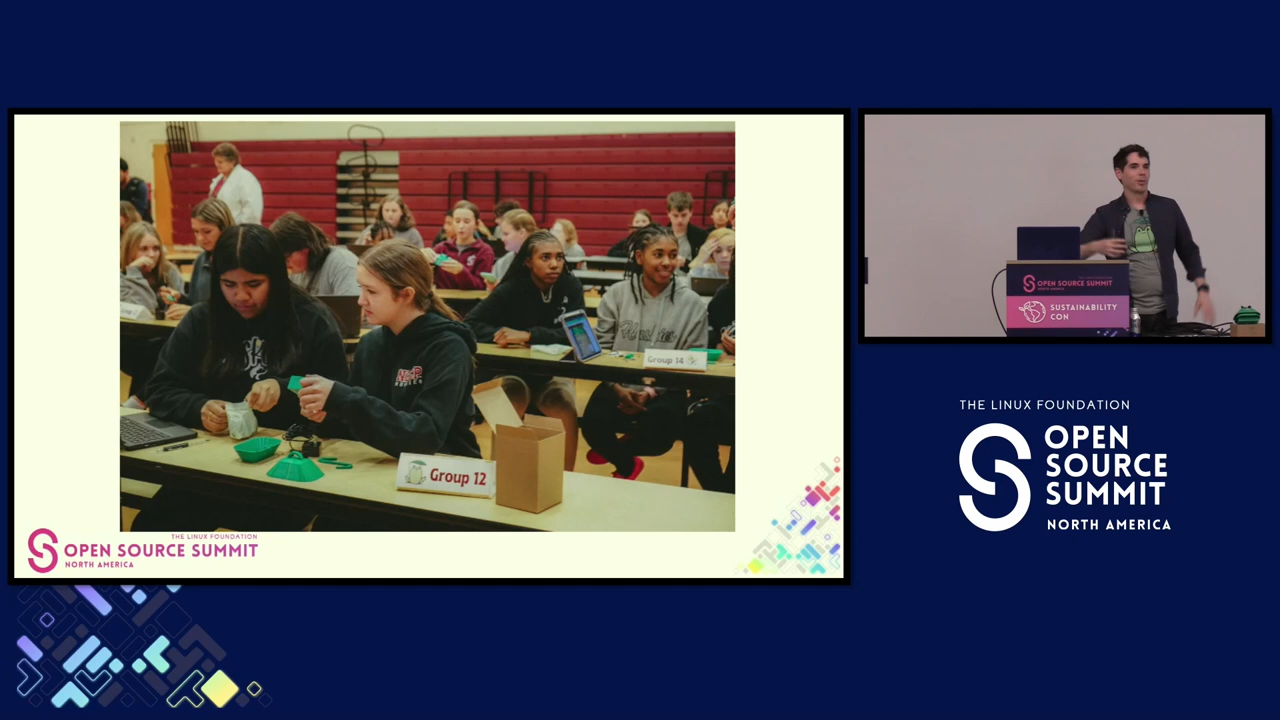 Group 14
Group 12
THE LINUX FOUNDATION
OPEN SOURCE SUMMIT
NORTH AMERICA
OPEN SOURCE SUMMIT
SUSTAINABILITY
CON
THE LINUX FOUNDATION
OPEN
SOURCE
SUMMIT
NORTH AMERICA